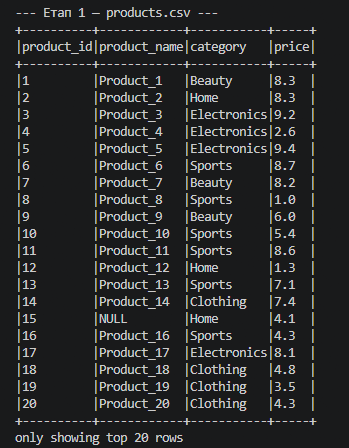 --- Етап 1 — products.csv ---
+----------+------------+-----------+-----+
|product_id|product_name|category   |price|
+----------+------------+-----------+-----+
|1         |Product_1   |Beauty     |8.3  |
|2         |Product_2   |Home       |8.3  |
|3         |Product_3   |Electronics|9.2  |
|4         |Product_4   |Electronics|2.6  |
|5         |Product_5   |Electronics|9.4  |
|6         |Product_6   |Sports     |8.7  |
|7         |Product_7   |Beauty     |8.2  |
|8         |Product_8   |Sports     |1.0  |
|9         |Product_9   |Beauty     |6.0  |
|10        |Product_10  |Sports     |5.4  |
|11        |Product_11  |Sports     |8.6  |
|12        |Product_12  |Home       |1.3  |
|13        |Product_13  |Sports     |7.1  |
|14        |Product_14  |Clothing   |7.4  |
|15        |NULL        |Home       |4.1  |
|16        |Product_16  |Sports     |4.3  |
|17        |Product_17  |Electronics|8.1  |
|18        |Product_18  |Clothing   |4.8  |
|19        |Product_19  |Clothing   |3.5  |
|20        |Product_20  |Clothing   |4.3  |
+----------+------------+-----------+-----+
only showing top 20 rows